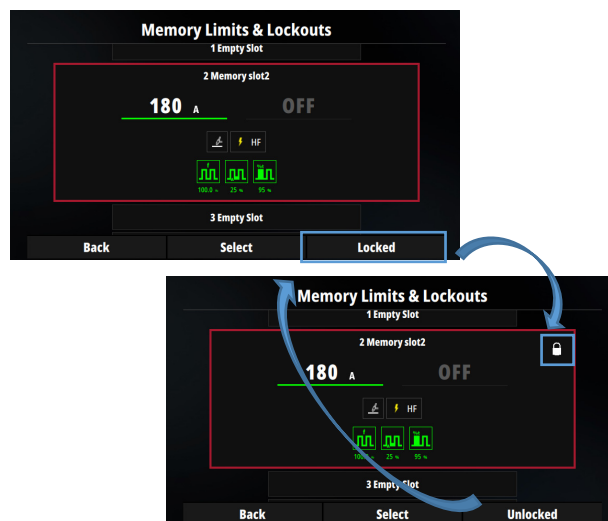 Memory Limits & Lockouts
1 Empty Slot
2 Memory slot2
180 A OFF
HF
100.0 25 % 95 %
3 Empty Slot
Back Select Locked
Memory Limits & Lockouts
1 Empty Slot
2 Memory slot2
180 A OFF
HF
25 % 95 %
3 Empty Slot
Back Select Unlocked